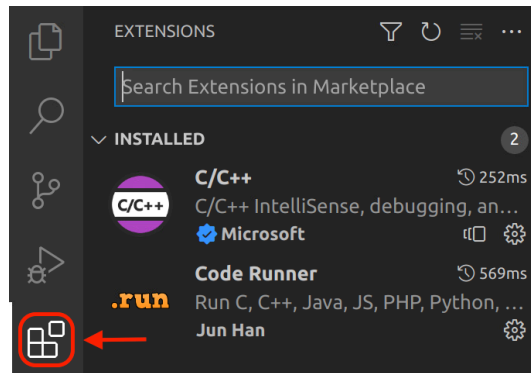 EXTENSIONS
Search Extensions in Marketplace
INSTALLED 2
C/C++ 252ms
C/C++
C/C++ IntelliSense, debugging, an...
Microsoft
Code Runner 569ms
.run
Run C, C++, Java, JS, PHP, Python, ...
Jun Han